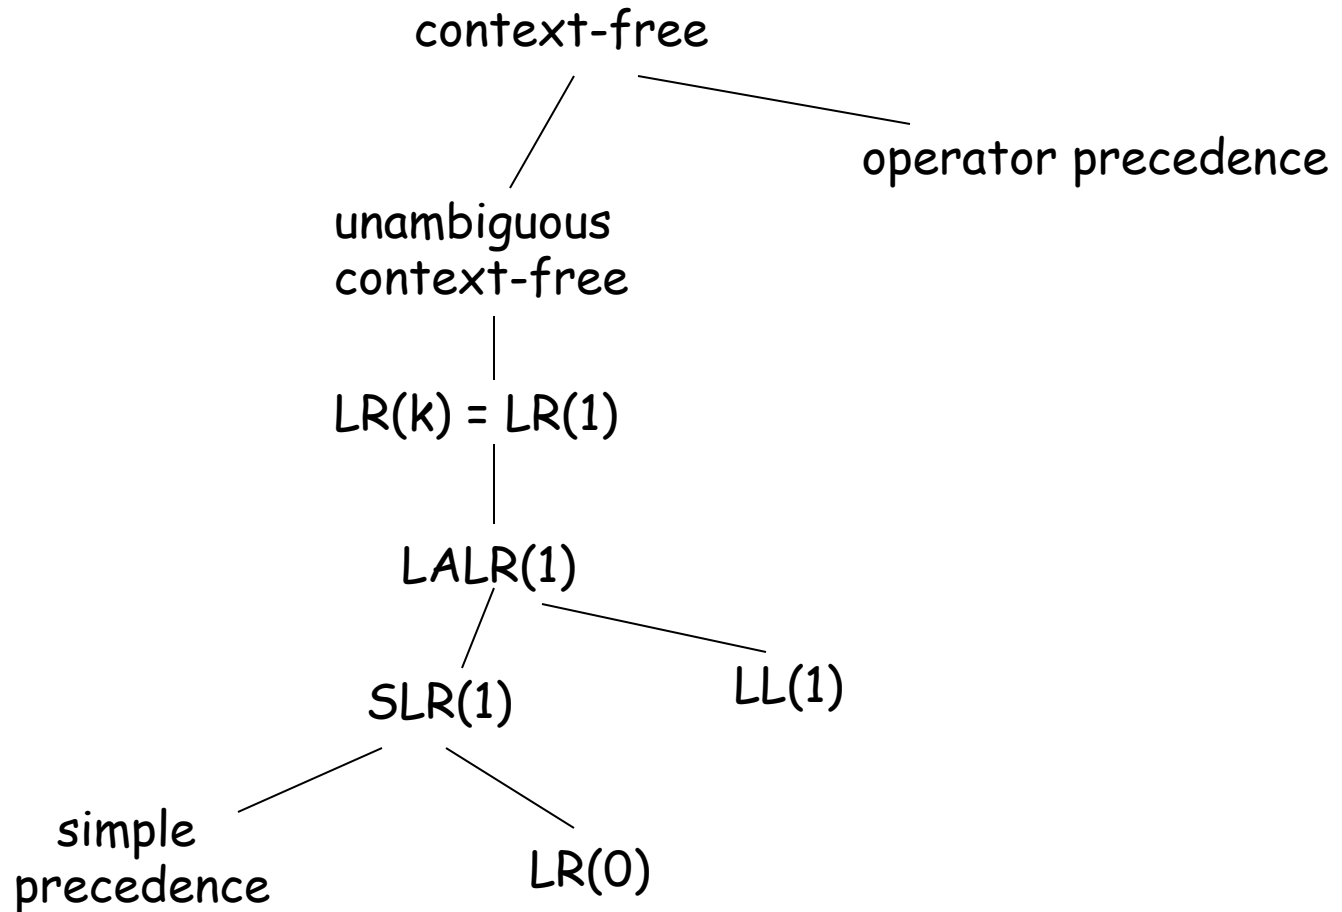 context-free
operator precedence
unambiguous
context-free
LR(k) = LR(1)
LALR(1)
LL(1)
SLR(1)
simple
precedence
LR(0)